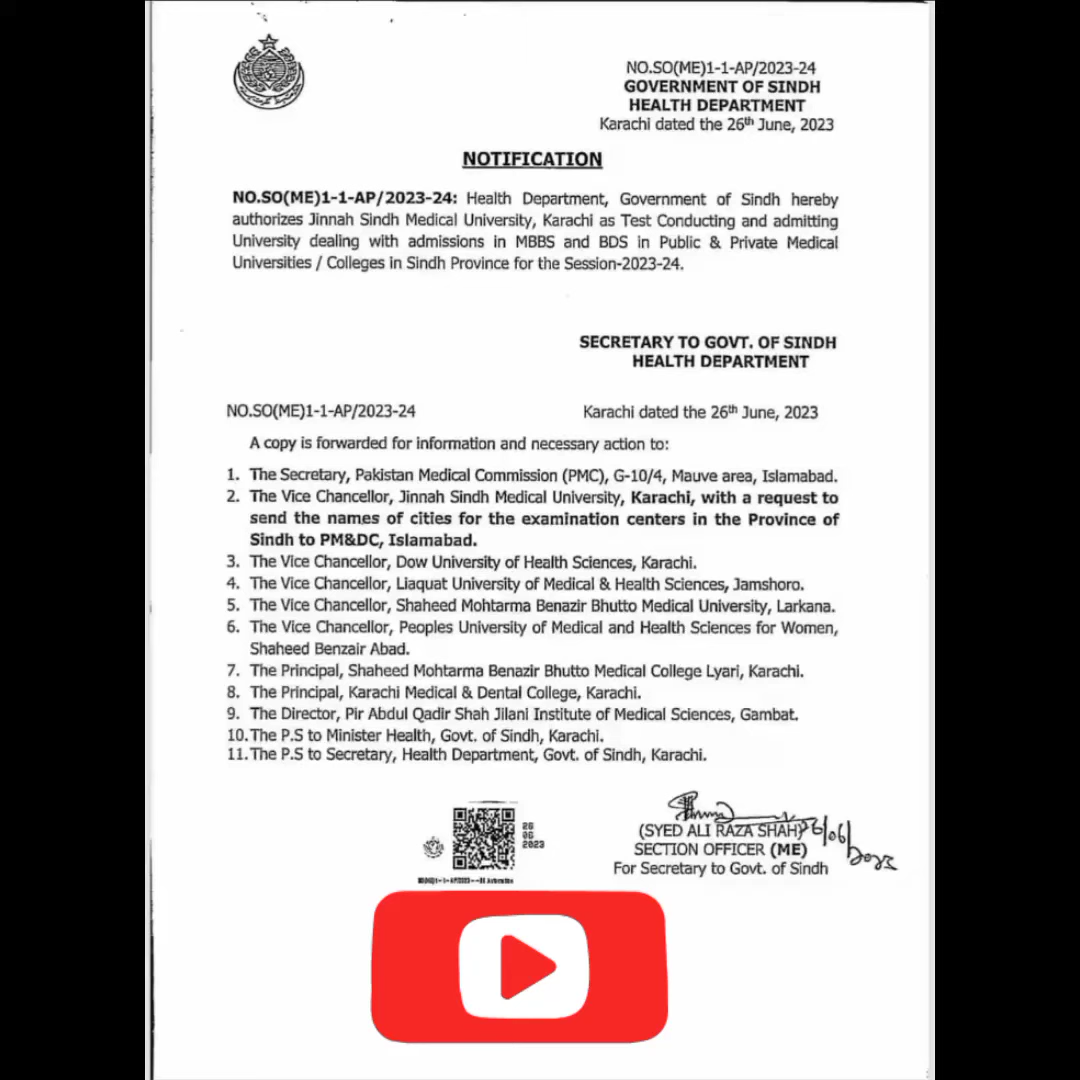 NO.SO(ME)1-1-AP/2023-24
GOVERNMENT OF SINDH
HEALTH DEPARTMENT
Karachi dated the 26th June, 2023
NOTIFICATION
NO.SO(ME)1-1-AP/2023-24: Health Department, Government of Sindh hereby
authorizes Jinnah Sindh Medical University, Karachi as Test Conducting and admitting
University dealing with admissions in MBBS and BDS in Public & Private Medical
Universities / Colleges in Sindh Province for the Session-2023-24.
SECRETARY TO GOVT. OF SINDH
HEALTH DEPARTMENT
NO.SO(ME)1-1-AP/2023-24 Karachi dated the 26th June, 2023
A copy is forwarded for information and necessary action to:
1. The Secretary, Pakistan Medical Commission (PMC), G-10/4, Mauve area, Islamabad.
2. The Vice Chancellor, Jinnah Sindh Medical University, Karachi, with a request to
send the names of cities for the examination centers in the Province of
Sindh to PM&DC, Islamabad.
3. The Vice Chancellor, Dow University of Health Sciences, Karachi.
4. The Vice Chancellor, Liaquat University of Medical & Health Sciences, Jamshoro.
5. The Vice Chancellor, Shaheed Mohtarma Benazir Bhutto Medical University, Larkana.
6. The Vice Chancellor, Peoples University of Medical and Health Sciences for Women,
Shaheed Benzair Abad.
7. The Principal, Shaheed Mohtarma Benazir Bhutto Medical College Lyari, Karachi.
8. The Principal, Karachi Medical & Dental College, Karachi.
9. The Director, Pir Abdul Qadir Shah Jilani Institute of Medical Sciences, Gambat.
10. The P.S to Minister Health, Govt. of Sindh, Karachi.
11. The P.S to Secretary, Health Department, Govt. of Sindh, Karachi.
26
06
2023
(SYED ALI RAZA SHAH) 26/06/2023
SECTION OFFICER (ME)
For Secretary to Govt. of Sindh